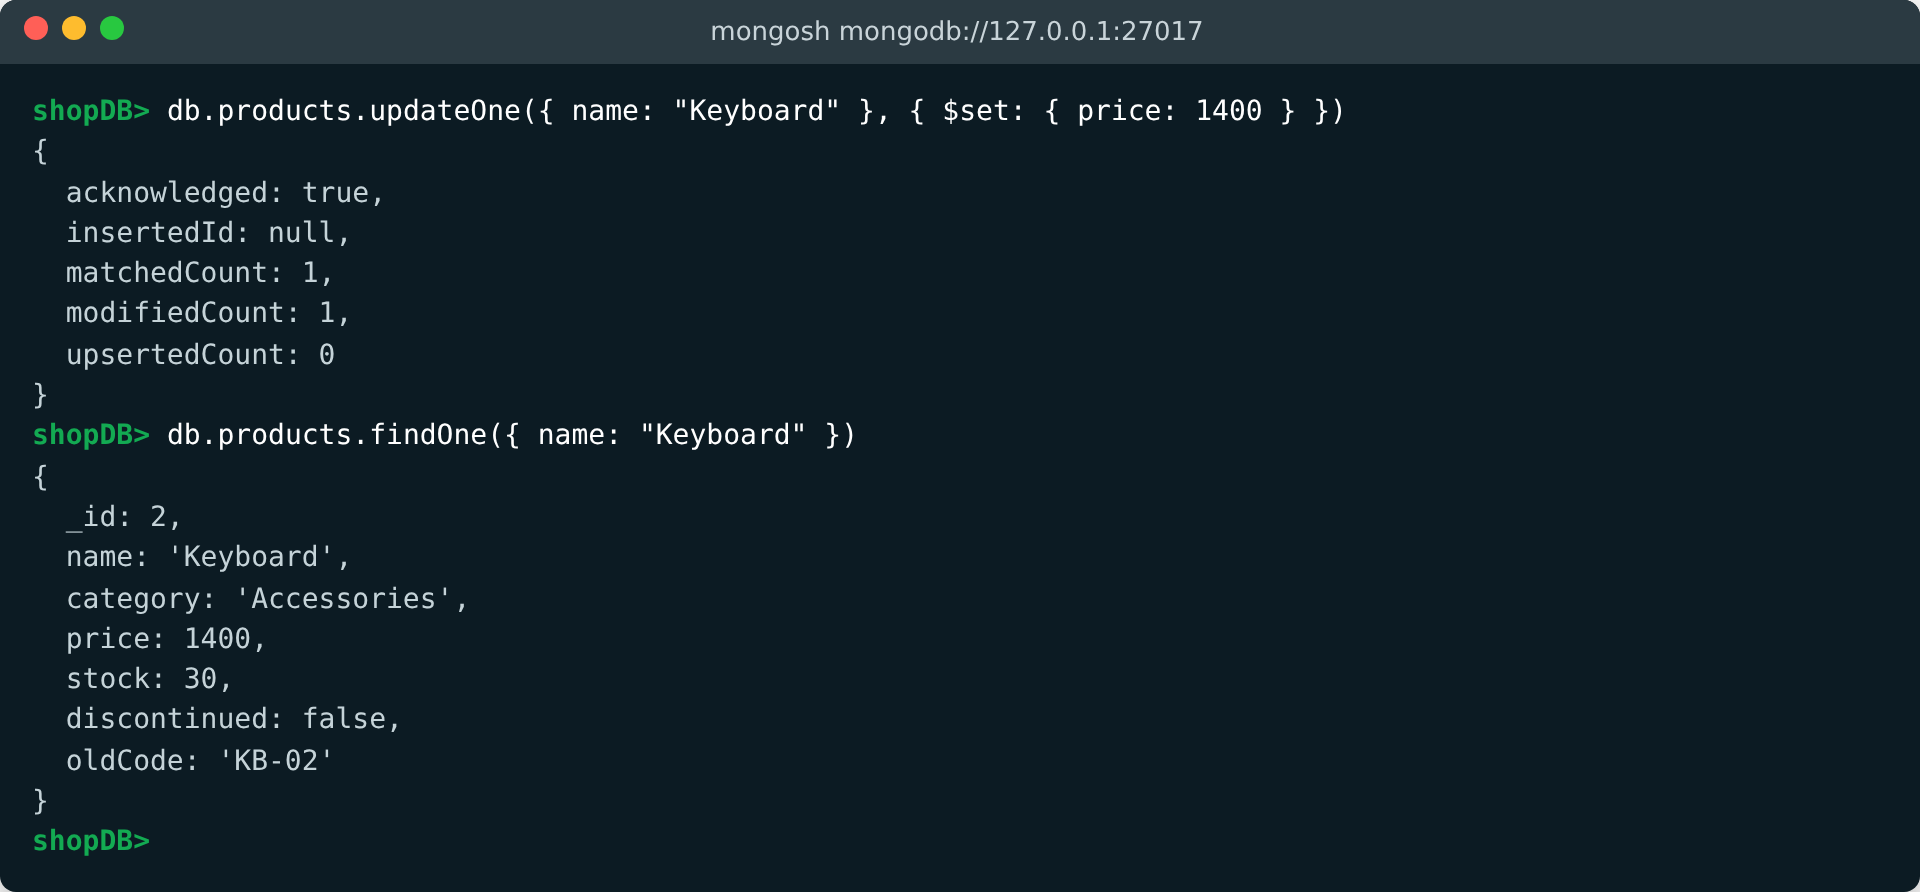 mongosh mongodb://127.0.0.1:27017
shopDB> db.products.updateOne({ name: "Keyboard" }, { $set: { price: 1400 } })
{
  acknowledged: true,
  insertedId: null,
  matchedCount: 1,
  modifiedCount: 1,
  upsertedCount: 0
}
shopDB> db.products.findOne({ name: "Keyboard" })
{
  _id: 2,
  name: 'Keyboard',
  category: 'Accessories',
  price: 1400,
  stock: 30,
  discontinued: false,
  oldCode: 'KB-02'
}
shopDB>